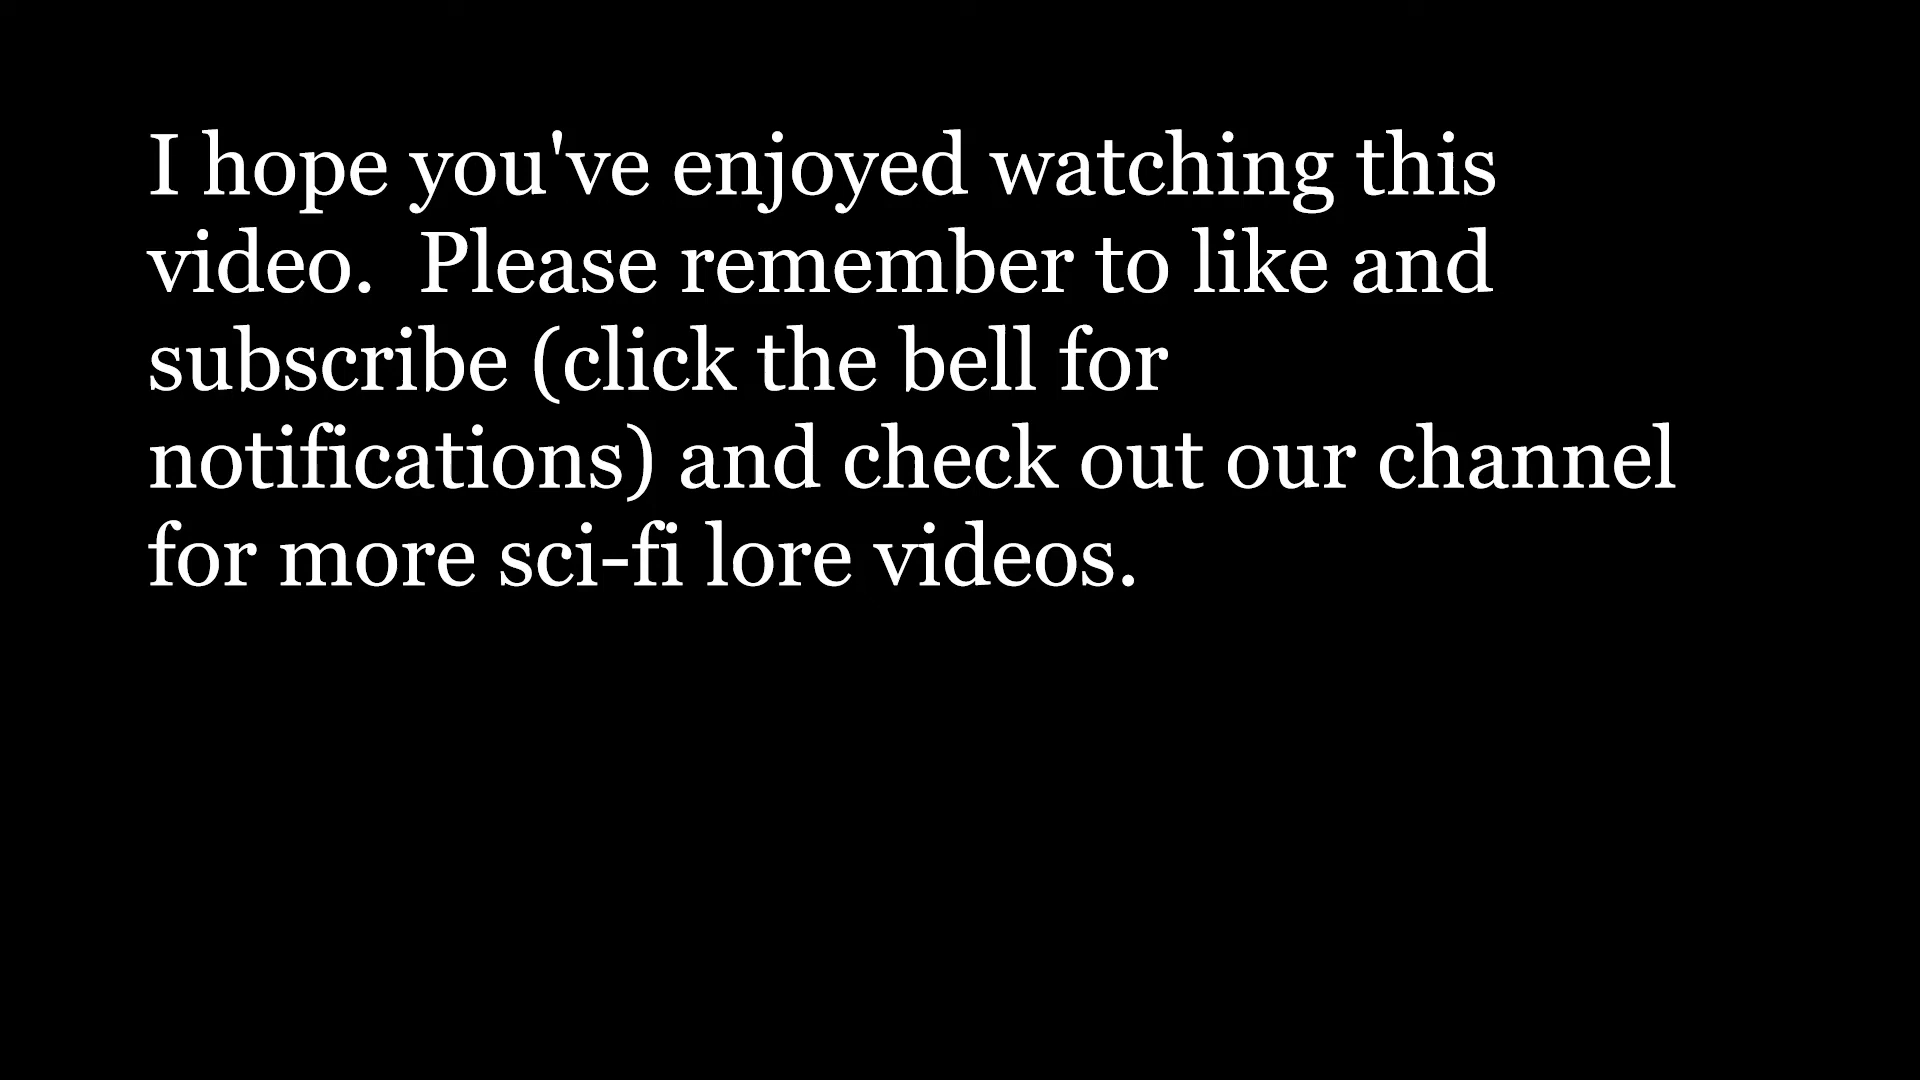 I hope you've enjoyed watching this
video.  Please remember to like and
subscribe (click the bell for
notifications) and check out our channel
for more sci-fi lore videos.